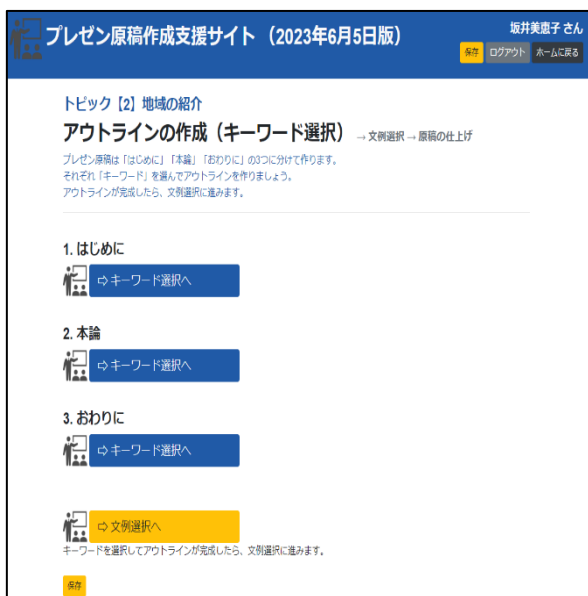 プレゼン原稿作成支援サイト（2023年6月5日版）
坂井美恵子 さん
保存 ログアウト ホームに戻る
トピック【2】地域の紹介
アウトラインの作成（キーワード選択） → 文例選択 → 原稿の仕上げ
プレゼン原稿は「はじめに」「本論」「おわりに」の3つに分けて作ります。
それぞれ「キーワード」を選んでアウトラインを作りましょう。
アウトラインが完成したら、文例選択に進みます。
1. はじめに
⇨ キーワード選択へ
2. 本論
⇨ キーワード選択へ
3. おわりに
⇨ キーワード選択へ
⇨ 文例選択へ
キーワードを選択してアウトラインが完成したら、文例選択に進みます。
保存